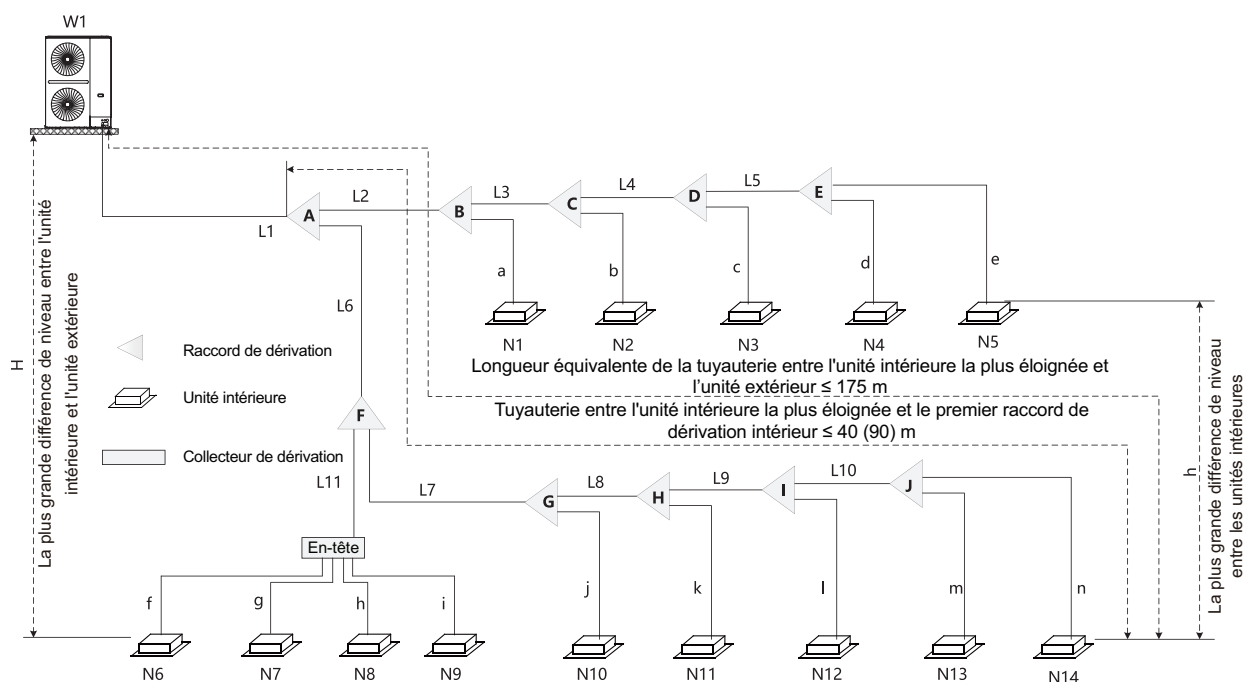 W1
H
La plus grande différence de niveau entre l'unité
intérieure et l'unité extérieure
L1
A
L2
B
L3
C
L4
D
L5
E
a
b
c
d
e
N1
N2
N3
N4
N5
L6
Raccord de dérivation
Unité intérieure
Collecteur de dérivation
Longueur équivalente de la tuyauterie entre l'unité intérieure la plus éloignée et
l'unité extérieur ≤ 175 m
Tuyauterie entre l'unité intérieure la plus éloignée et le premier raccord de
dérivation intérieur ≤ 40 (90) m
F
L11
L7
G
L8
H
L9
I
L10
J
En-tête
f
g
h
i
j
k
l
m
n
N6
N7
N8
N9
N10
N11
N12
N13
N14
h
La plus grande différence de niveau
entre les unités intérieures